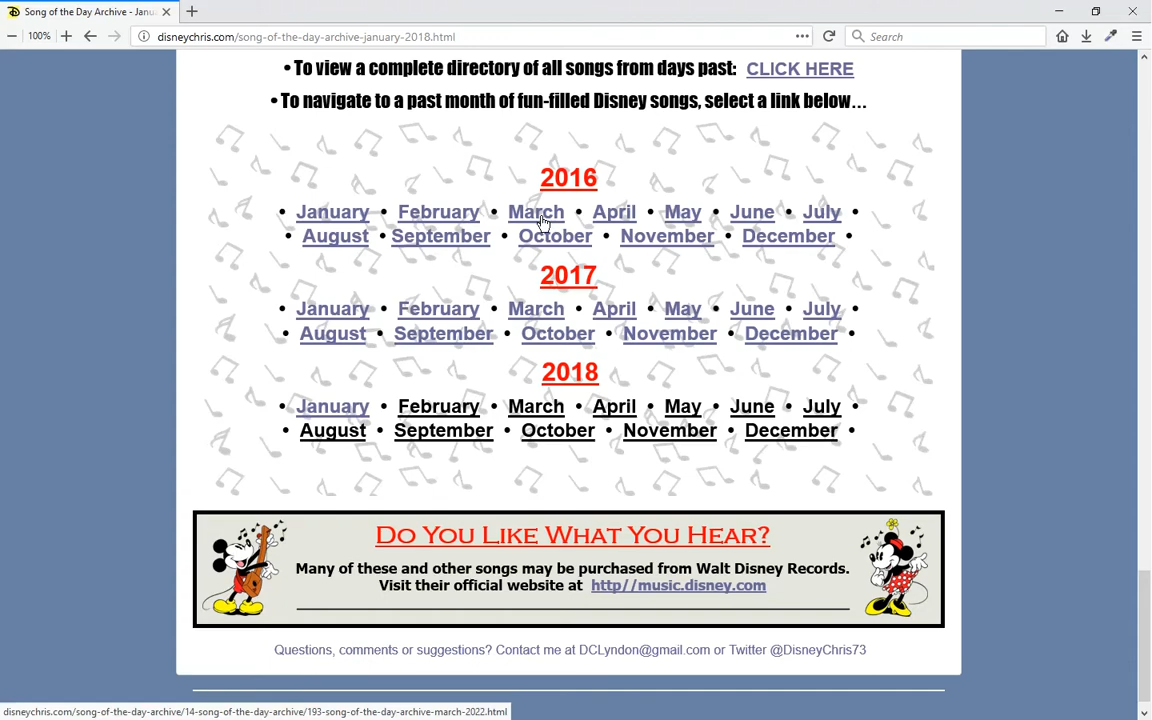 Song of the Day Archive - Janua
100%
disneychris.com/song-of-the-day-archive-january-2018.html
Search
• To view a complete directory of all songs from days past: CLICK HERE
• To navigate to a past month of fun-filled Disney songs, select a link below...
2016
• January • February • March • April • May • June • July •
• August • September • October • November • December •
2017
• January • February • March • April • May • June • July •
• August • September • October • November • December •
2018
• January • February • March • April • May • June • July •
• August • September • October • November • December •
Do You Like What You Hear?
Many of these and other songs may be purchased from Walt Disney Records.
Visit their official website at http//music.disney.com
Questions, comments or suggestions? Contact me at DCLyndon@gmail.com or Twitter @DisneyChris73
disneychris.com/song-of-the-day-archive/14-song-of-the-day-archive/193-song-of-the-day-archive-march-2022.html